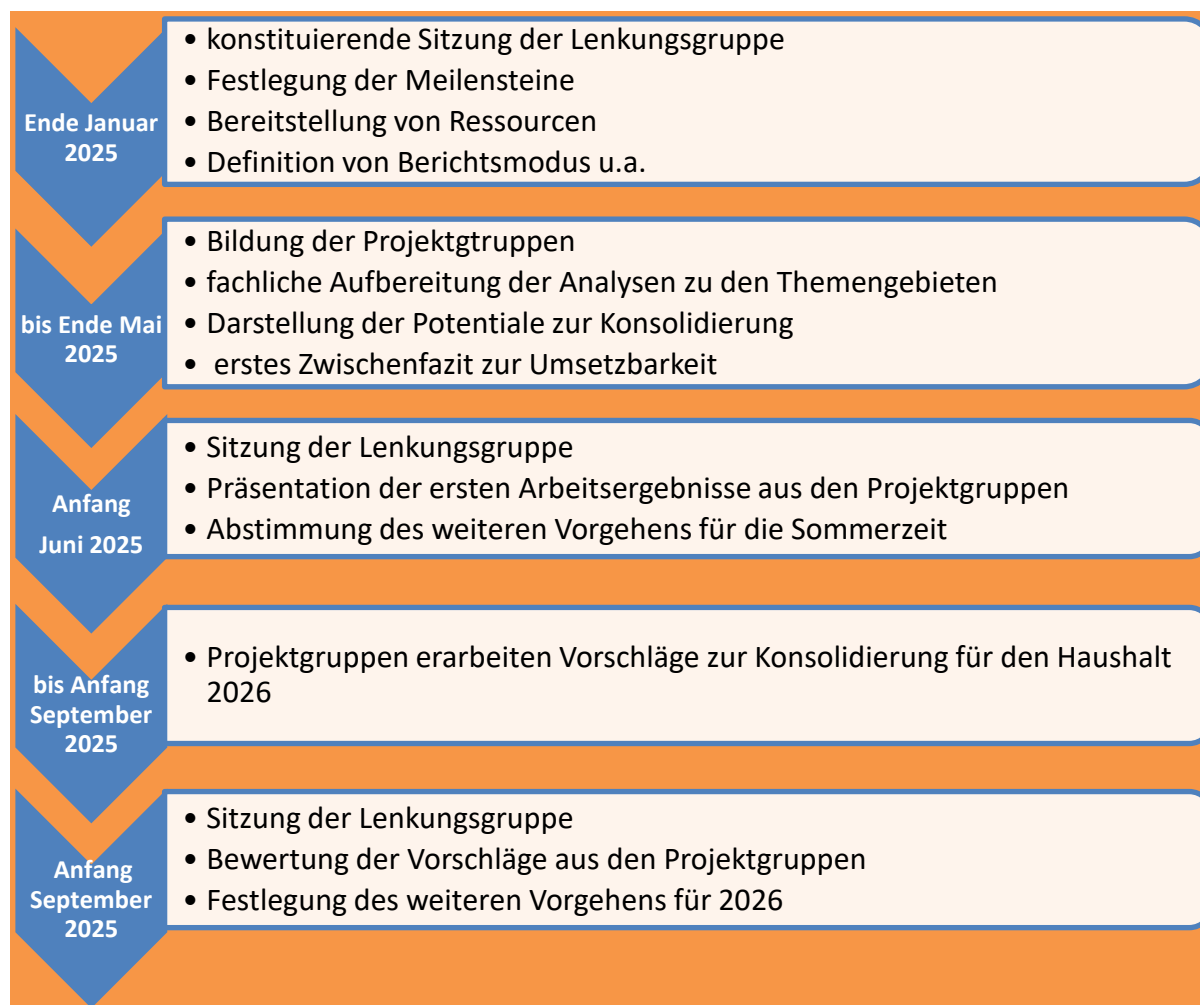 Ende Januar
2025
• konstituierende Sitzung der Lenkungsgruppe
• Festlegung der Meilensteine
• Bereitstellung von Ressourcen
• Definition von Berichtsmodus u.a.
bis Ende Mai
2025
• Bildung der Projektgtruppen
• fachliche Aufbereitung der Analysen zu den Themengebieten
• Darstellung der Potentiale zur Konsolidierung
• erstes Zwischenfazit zur Umsetzbarkeit
Anfang
Juni 2025
• Sitzung der Lenkungsgruppe
• Präsentation der ersten Arbeitsergebnisse aus den Projektgruppen
• Abstimmung des weiteren Vorgehens für die Sommerzeit
bis Anfang
September
2025
• Projektgruppen erarbeiten Vorschläge zur Konsolidierung für den Haushalt
2026
Anfang
September
2025
• Sitzung der Lenkungsgruppe
• Bewertung der Vorschläge aus den Projektgruppen
• Festlegung des weiteren Vorgehens für 2026